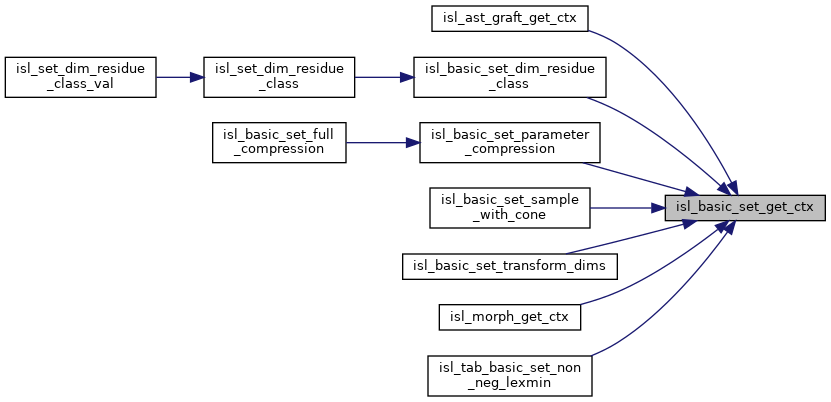 isl_ast_graft_get_ctx
isl_set_dim_residue
_class_val
isl_set_dim_residue
_class
isl_basic_set_dim_residue
_class
isl_basic_set_full
_compression
isl_basic_set_parameter
_compression
isl_basic_set_sample
_with_cone
isl_basic_set_get_ctx
isl_basic_set_transform_dims
isl_morph_get_ctx
isl_tab_basic_set_non
_neg_lexmin